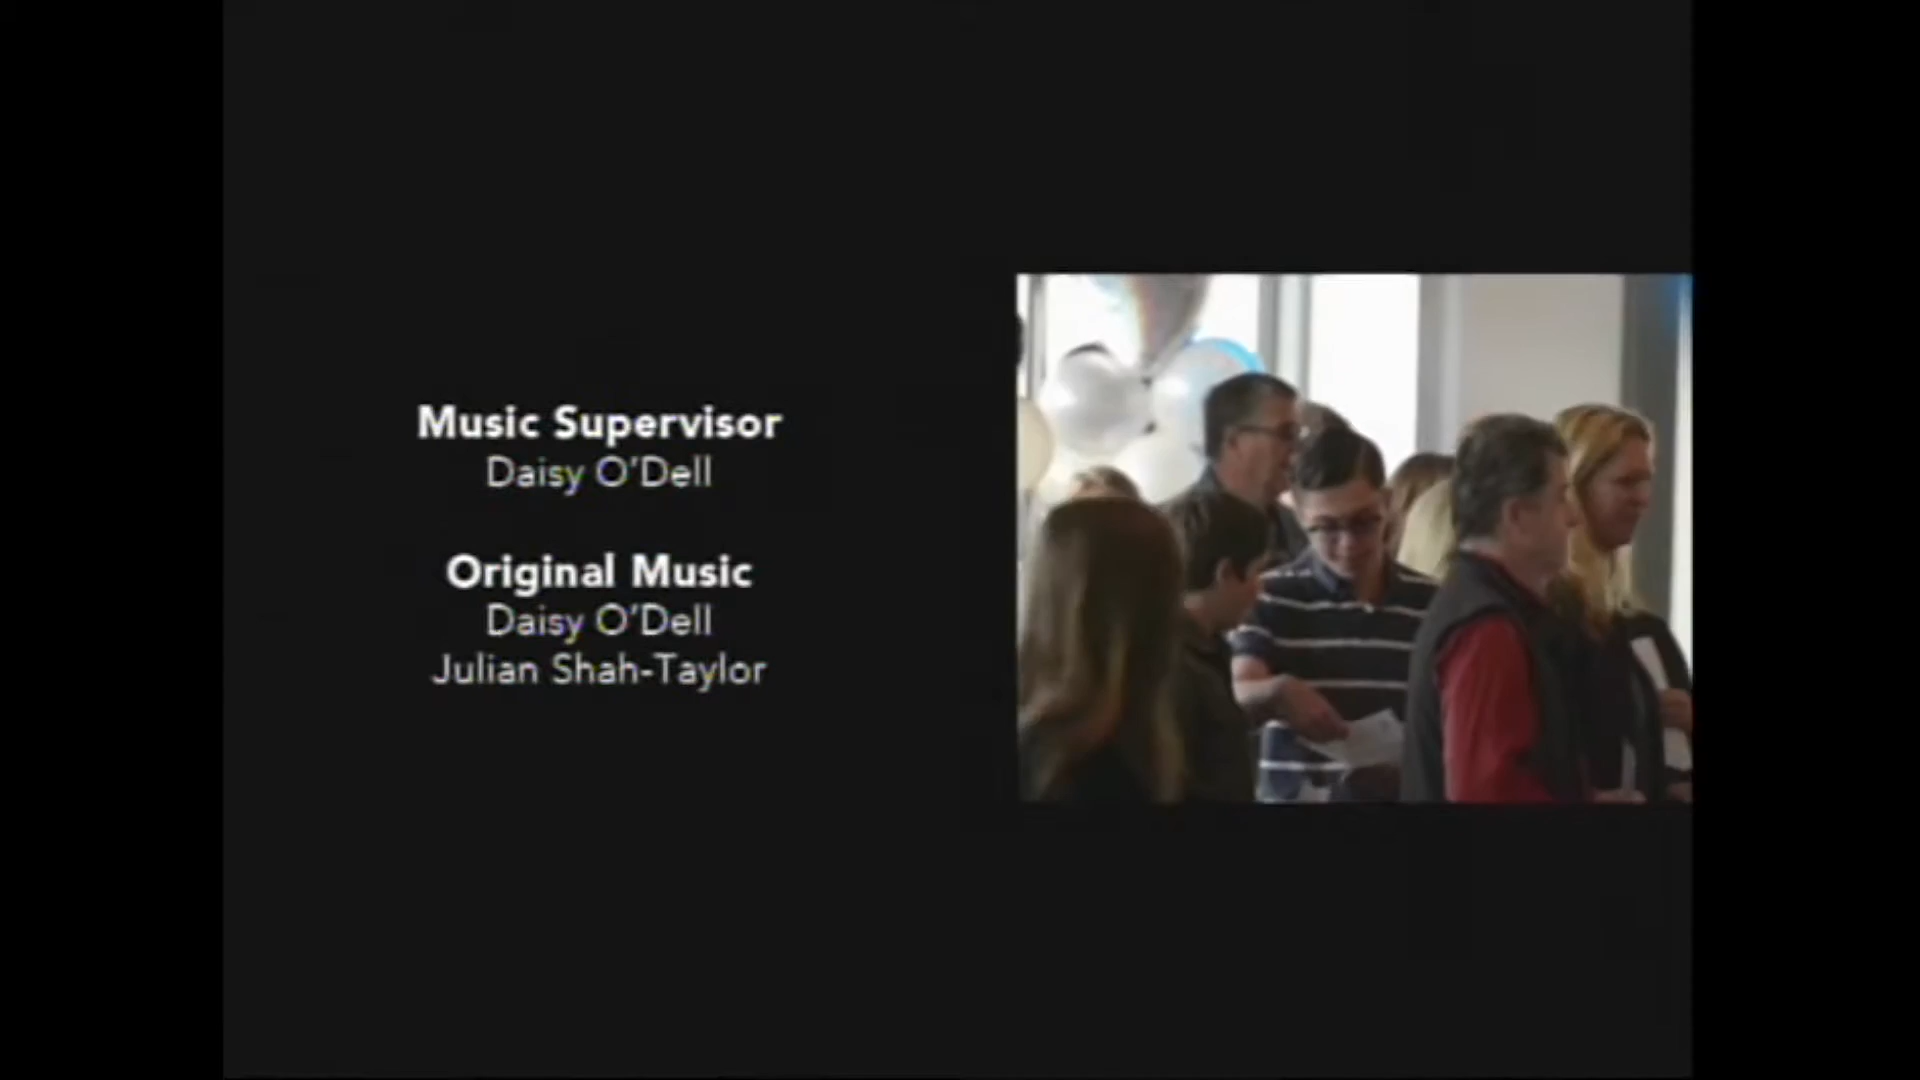 Music Supervisor
Daisy O'Dell
Original Music
Daisy O'Dell
Julian Shah-Taylor